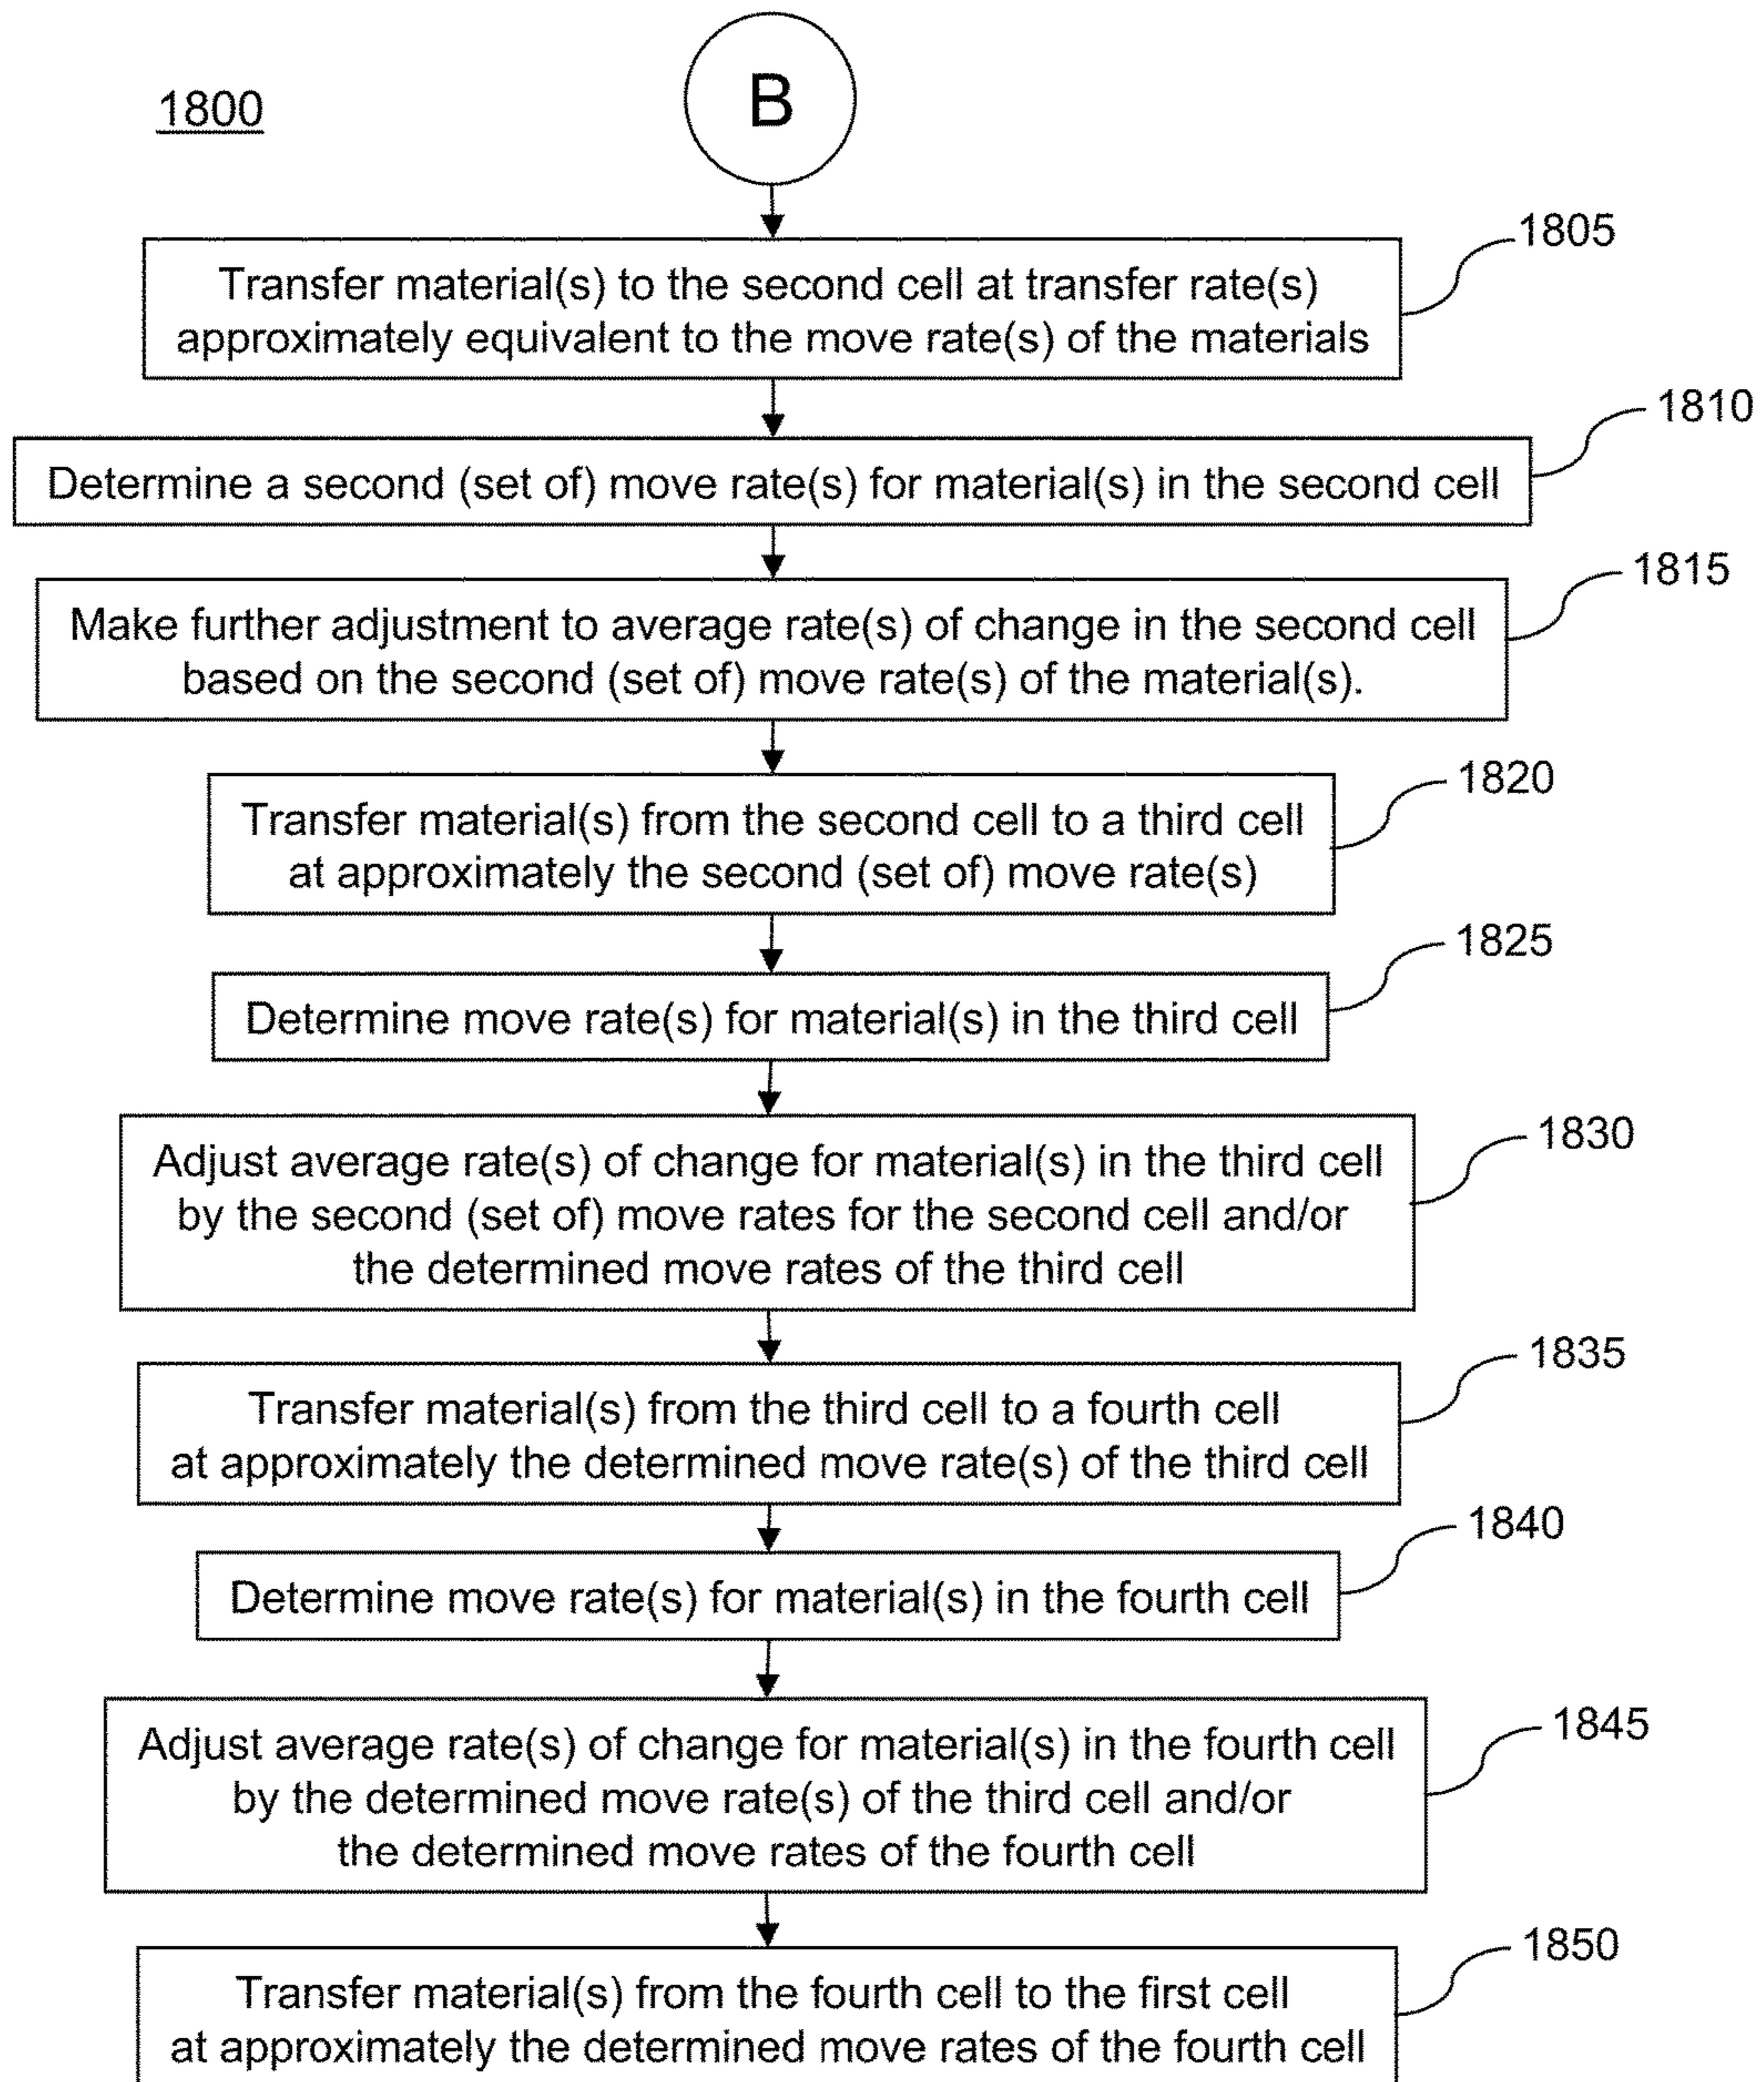 B
1800
1805
Transfer material(s) to the second cell at transfer rate(s)
approximately equivalent to the move rate(s) of the materials
1810
Determine a second (set of) move rate(s) for material(s) in the second cell
1815
Make further adjustment to average rate(s) of change in the second cell
based on the second (set of) move rate(s) of the material(s).
1820
Transfer material(s) from the second cell to a third cell
at approximately the second (set of) move rate(s)
1825
Determine move rate(s) for material(s) in the third cell
1830
Adjust average rate(s) of change for material(s) in the third cell
by the second (set of) move rates for the second cell and/or
the determined move rates of the third cell
1835
Transfer material(s) from the third cell to a fourth cell
at approximately the determined move rate(s) of the third cell
1840
Determine move rate(s) for material(s) in the fourth cell
1845
Adjust average rate(s) of change for material(s) in the fourth cell
by the determined move rate(s) of the third cell and/or
the determined move rates of the fourth cell
1850
Transfer material(s) from the fourth cell to the first cell
at approximately the determined move rates of the fourth cell